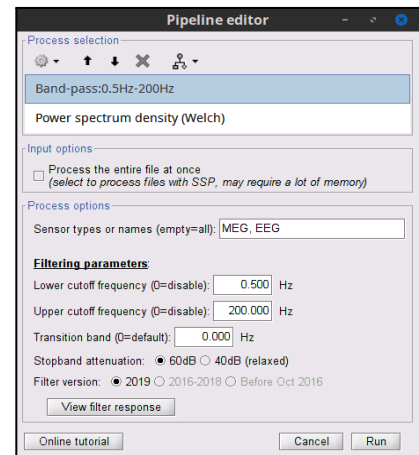 Pipeline editor
Process selection
Band-pass:0.5Hz-200Hz
Power spectrum density (Welch)
Input options
Process the entire file at once
(select to process files with SSP, may require a lot of memory)
Process options
Sensor types or names (empty=all): MEG, EEG
Filtering parameters:
Lower cutoff frequency (0=disable): 0.500 Hz
Upper cutoff frequency (0=disable): 200.000 Hz
Transition band (0=default): 0.000 Hz
Stopband attenuation: 60dB 40dB (relaxed)
Filter version: 2019 2016-2018 Before Oct 2016
View filter response
Online tutorial Cancel Run